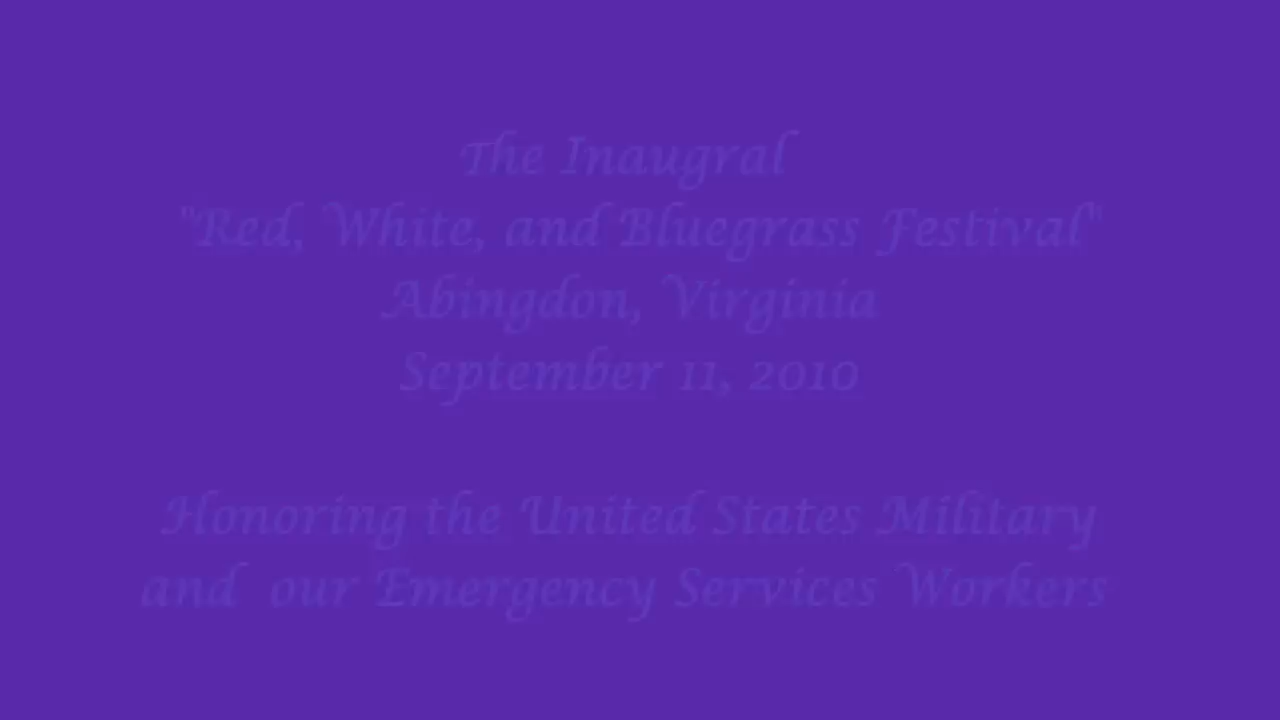 The Inaugral
"Red, White, and Bluegrass Festival"
Abingdon, Virginia
September 11, 2010
Honoring the United States Military
and our Emergency Services Workers